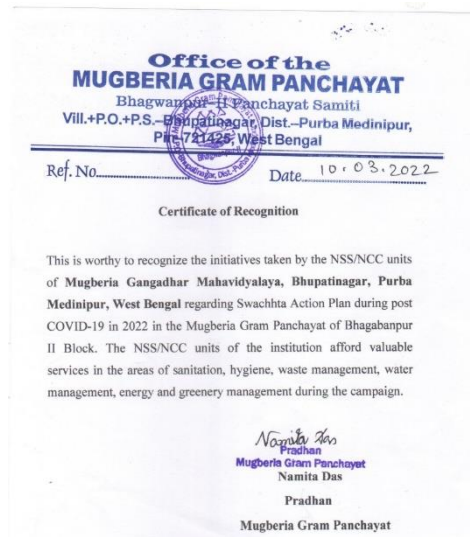 Office of the
MUGBERIA GRAM PANCHAYAT
Bhagwanpur-II Panchayat Samiti
Vill.+P.O.+P.S.–Bhupatinagar, Dist.–Purba Medinipur,
Pin-721425, West Bengal
Ref. No.
Date 10.03.2022
Certificate of Recognition
This is worthy to recognize the initiatives taken by the NSS/NCC units
of Mugberia Gangadhar Mahavidyalaya, Bhupatinagar, Purba
Medinipur, West Bengal regarding Swachhta Action Plan during post
COVID-19 in 2022 in the Mugberia Gram Panchayat of Bhagabanpur
II Block. The NSS/NCC units of the institution afford valuable
services in the areas of sanitation, hygiene, waste management, water
management, energy and greenery management during the campaign.
Namita Das
Pradhan
Mugberia Gram Panchayat
Namita Das
Pradhan
Mugberia Gram Panchayat